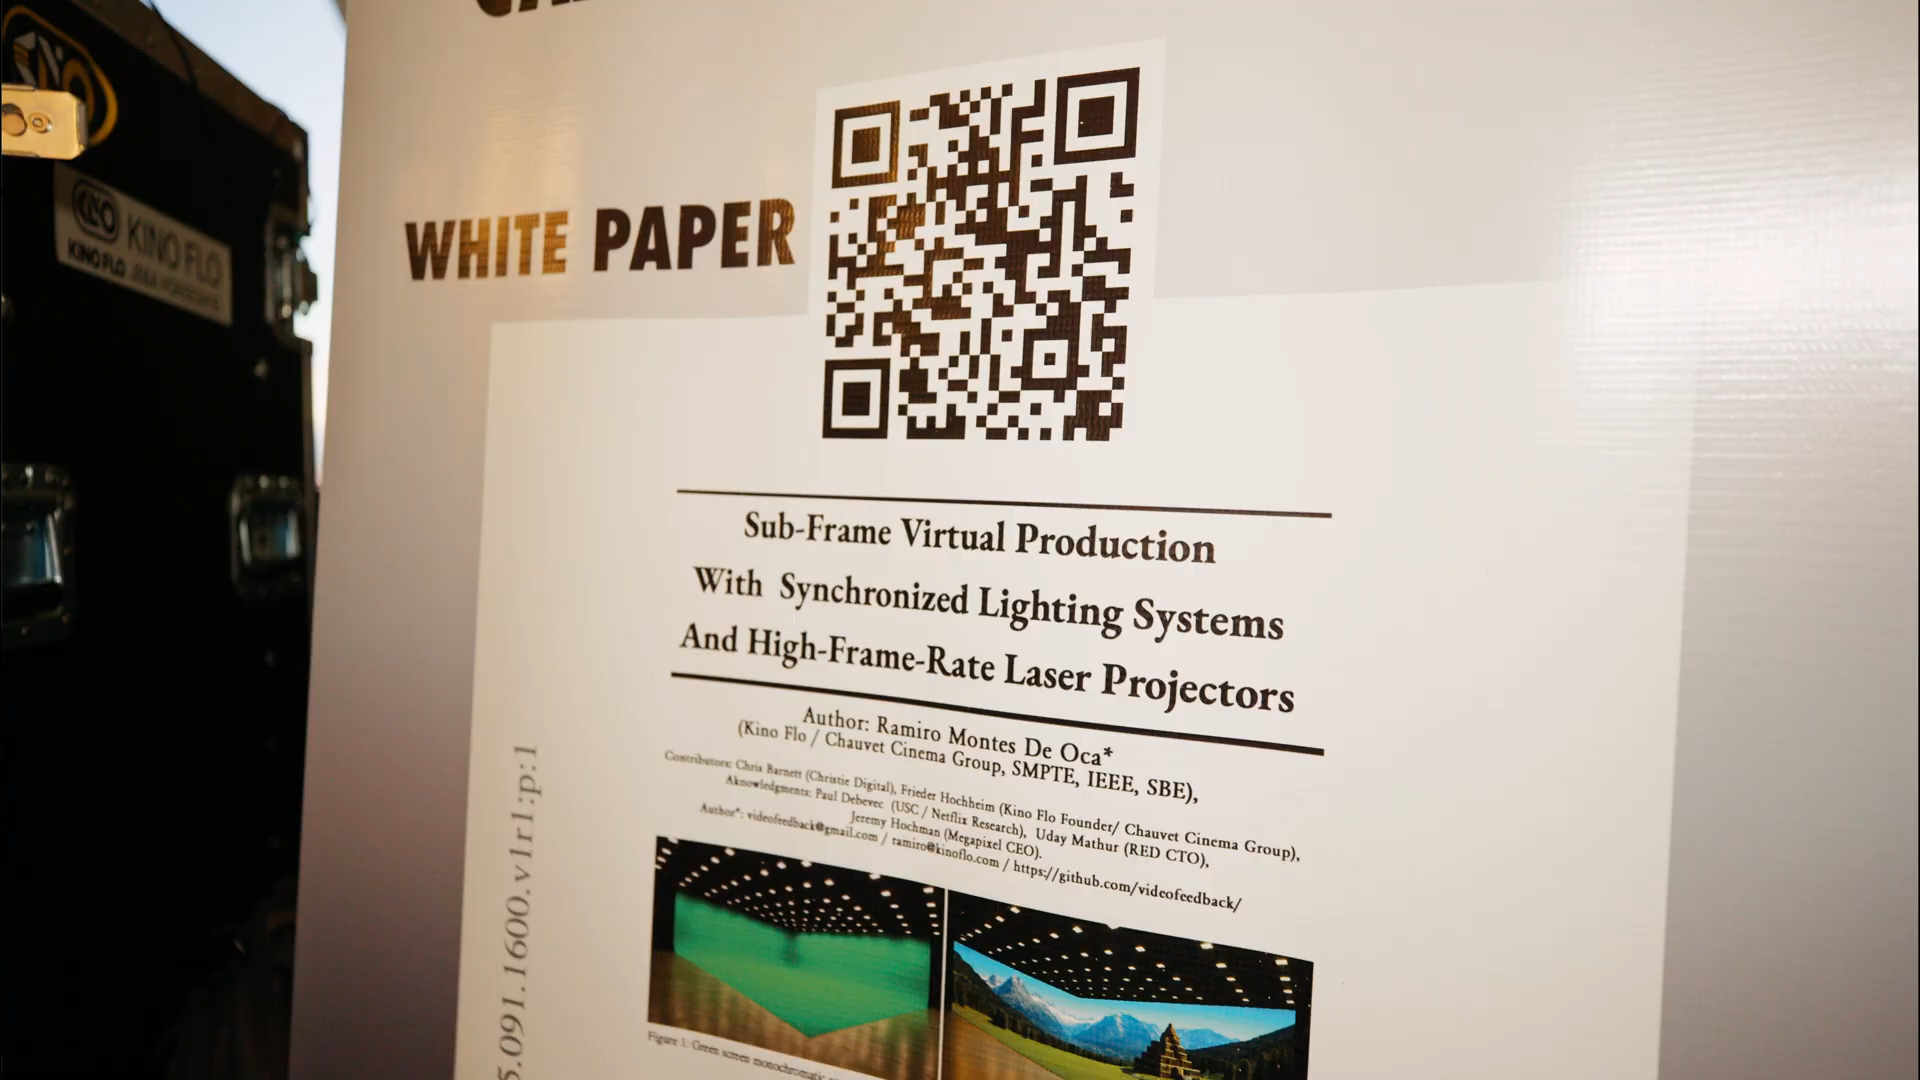 WHITE PAPER
KINO FLO
KINO FLO
Sub-Frame Virtual Production
With Synchronized Lighting Systems
And High-Frame-Rate Laser Projectors
Author: Ramiro Montes De Oca*
(Kino Flo / Chauvet Cinema Group, SMPTE, IEEE, SBE),
Contributors: Chris Barnett (Christie Digital), Frieder Hochheim (Kino Flo Founder/ Chauvet Cinema Group),
Aknowledgments: Paul Debevec (USC / Netflix Research), Uday Mathur (RED CTO),
Jeremy Hochman (Megapixel CEO).
Author*: videofeedback@gmail.com / ramiro@kinoflo.com / https://github.com/videofeedback/
5.091.1600.v1r1:p:1
Figure 1: Green screen monochromatic